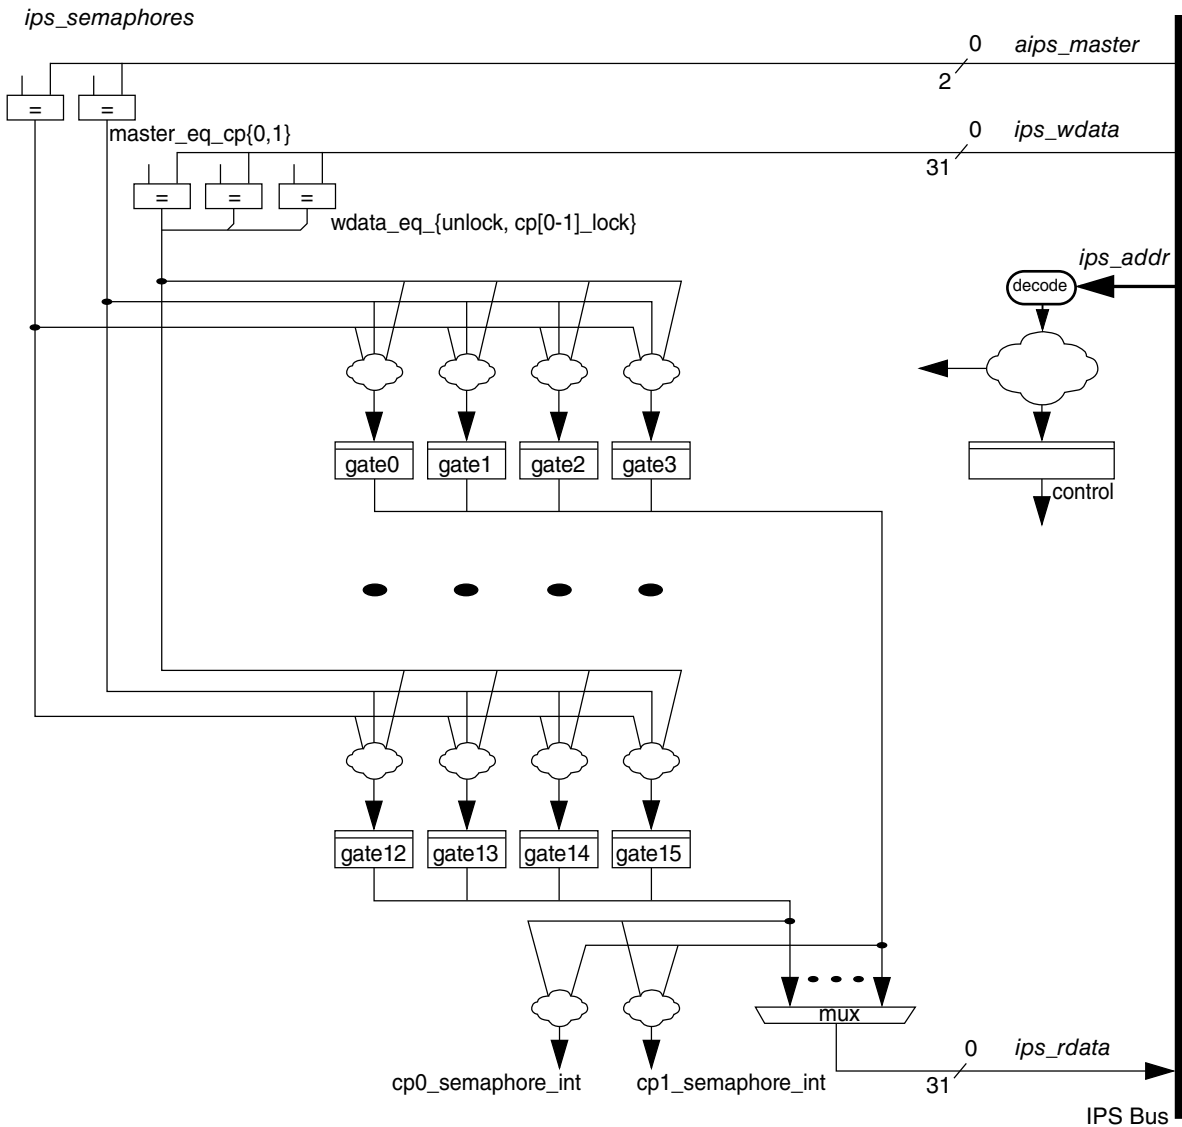 ips_semaphores
0 aips_master
2
= =
master_eq_cp{0,1}
0 ips_wdata
31
= = =
wdata_eq_{unlock, cp[0-1]_lock}
ips_addr
decode
gate0 gate1 gate2 gate3
control
gate12 gate13 gate14 gate15
mux
0 ips_rdata
31
cp0_semaphore_int cp1_semaphore_int
IPS Bus